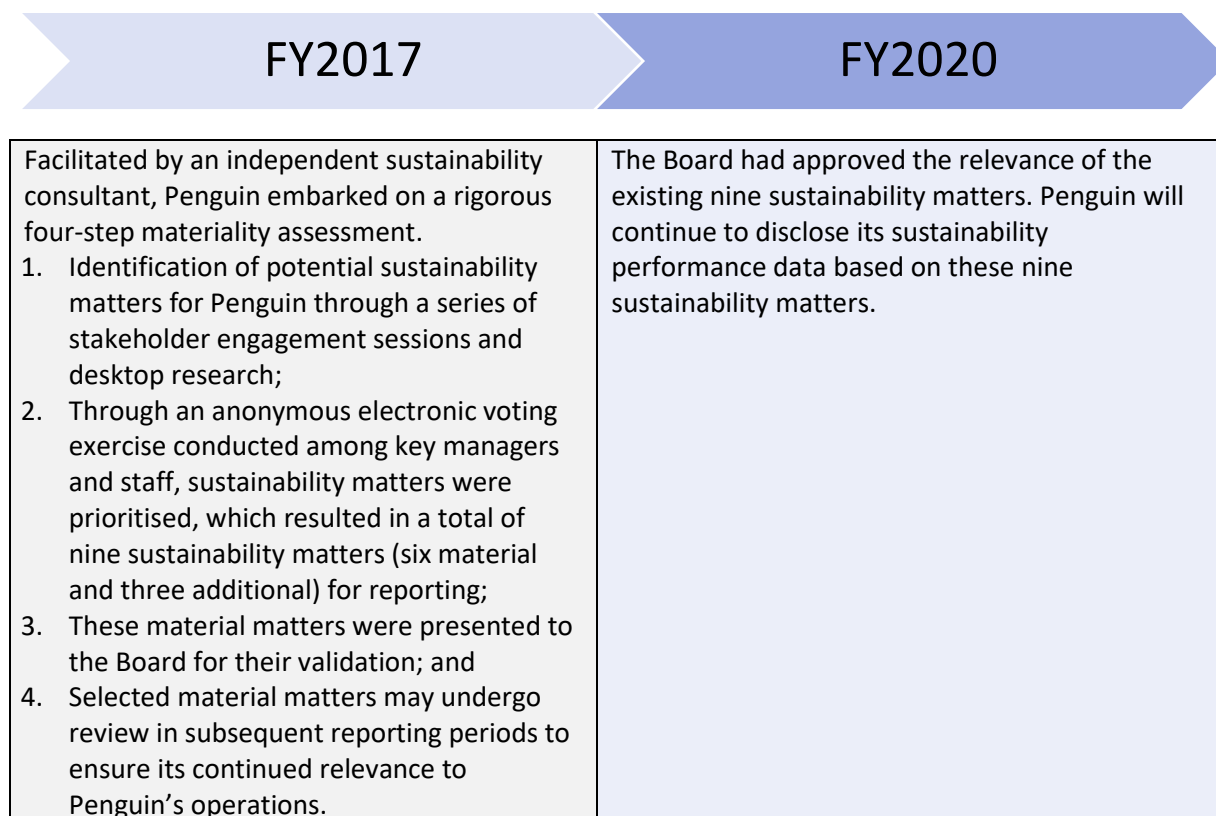 FY2017
FY2020
Facilitated by an independent sustainability
consultant, Penguin embarked on a rigorous
four-step materiality assessment.
1. Identification of potential sustainability
matters for Penguin through a series of
stakeholder engagement sessions and
desktop research;
2. Through an anonymous electronic voting
exercise conducted among key managers
and staff, sustainability matters were
prioritised, which resulted in a total of
nine sustainability matters (six material
and three additional) for reporting;
3. These material matters were presented to
the Board for their validation; and
4. Selected material matters may undergo
review in subsequent reporting periods to
ensure its continued relevance to
Penguin’s operations.
The Board had approved the relevance of the
existing nine sustainability matters. Penguin will
continue to disclose its sustainability
performance data based on these nine
sustainability matters.